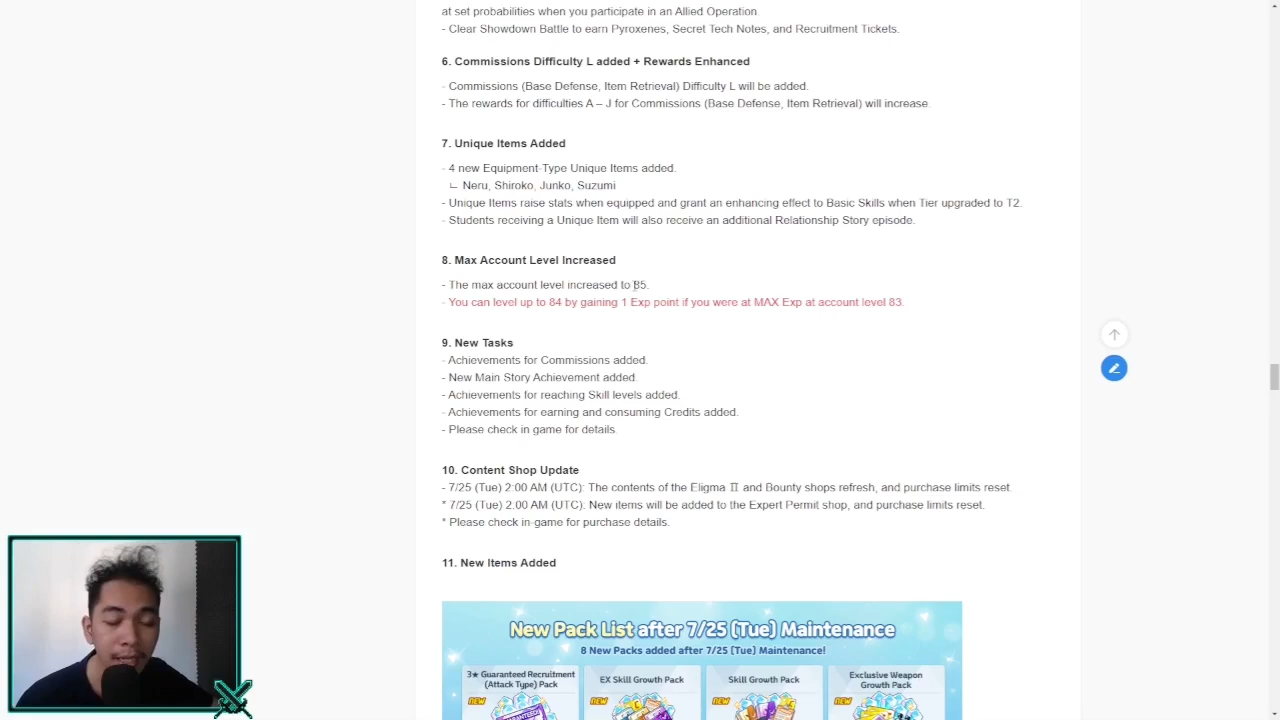 at set probabilities when you participate in an Allied Operation.
- Clear Showdown Battle to earn Pyroxenes, Secret Tech Notes, and Recruitment Tickets.
6. Commissions Difficulty L added + Rewards Enhanced
- Commissions (Base Defense, Item Retrieval) Difficulty L will be added.
- The rewards for difficulties A – J for Commissions (Base Defense, Item Retrieval) will increase.
7. Unique Items Added
- 4 new Equipment-Type Unique Items added.
ㄴ Neru, Shiroko, Junko, Suzumi
- Unique Items raise stats when equipped and grant an enhancing effect to Basic Skills when Tier upgraded to T2.
- Students receiving a Unique Item will also receive an additional Relationship Story episode.
8. Max Account Level Increased
- The max account level increased to 85.
- You can level up to 84 by gaining 1 Exp point if you were at MAX Exp at account level 83.
9. New Tasks
- Achievements for Commissions added.
- New Main Story Achievement added.
- Achievements for reaching Skill levels added.
- Achievements for earning and consuming Credits added.
- Please check in game for details.
10. Content Shop Update
- 7/25 (Tue) 2:00 AM (UTC): The contents of the Eligma Ⅱ and Bounty shops refresh, and purchase limits reset.
* 7/25 (Tue) 2:00 AM (UTC): New items will be added to the Expert Permit shop, and purchase limits reset.
* Please check in-game for purchase details.
11. New Items Added
New Pack List after 7/25 (Tue) Maintenance
8 New Packs added after 7/25 (Tue) Maintenance!
3★ Guaranteed Recruitment (Attack Type) Pack
NEW
EX Skill Growth Pack
NEW
Skill Growth Pack
NEW
Exclusive Weapon Growth Pack
NEW